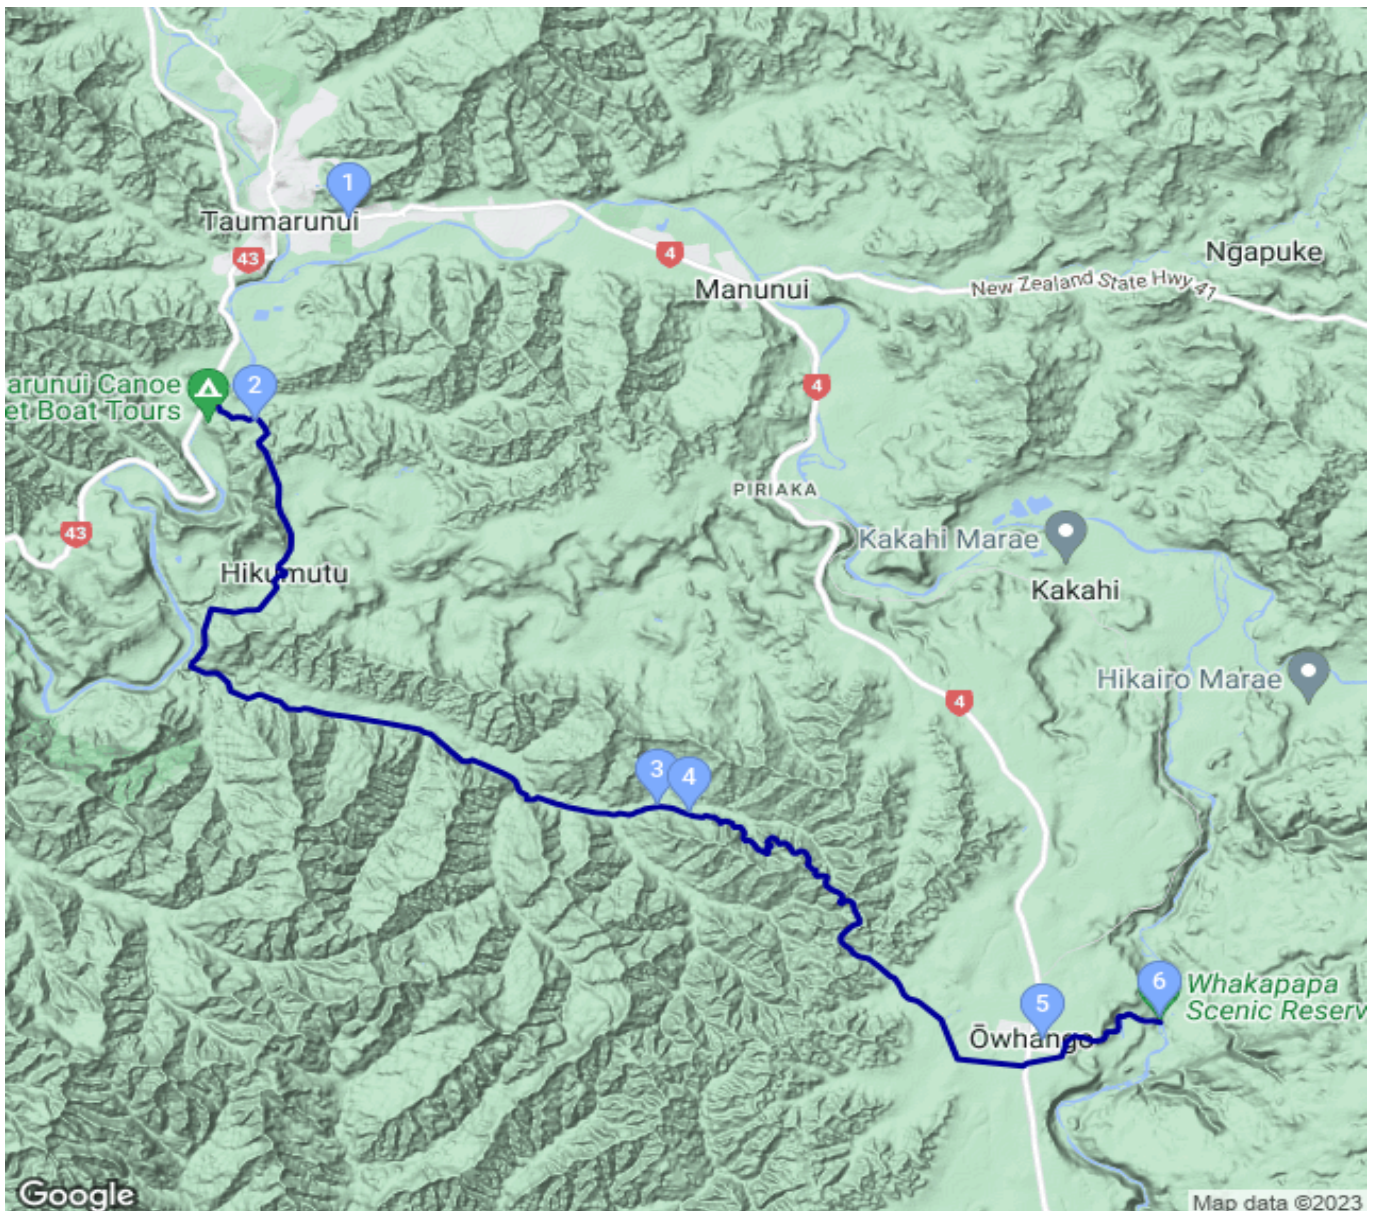 1
Taumarunui
43
4
Ngapuke
Manunui
New Zealand State Hwy 41
arunui Canoe
et Boat Tours
2
4
PIRIAKA
43
Kakahi Marae
Hikumutu
Kakahi
Hikairo Marae
4
3
4
6
Whakapapa
Scenic Reserv
5
Ōwhango
Google
Map data ©2023